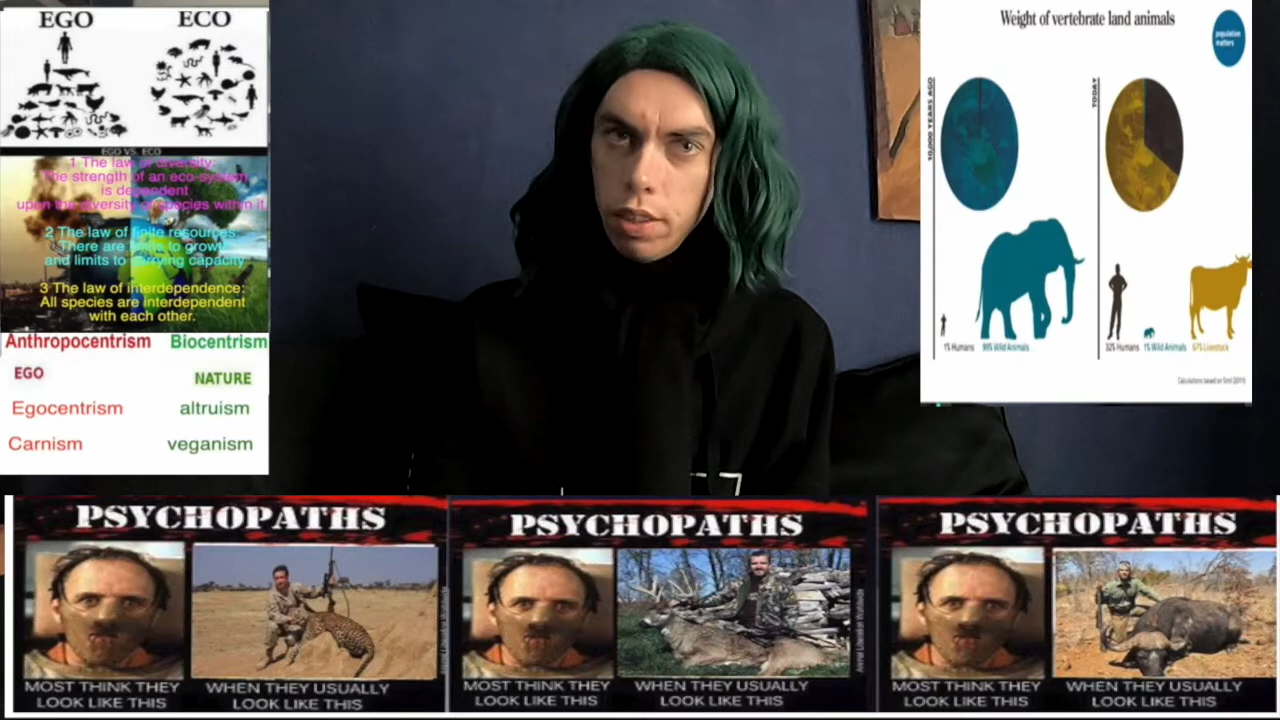 EGO
ECO
EGO VS. ECO
1 The law of diversity:
The strength of an eco-system
is dependent
upon the diversity of species within it
2 The law of finite resources:
There are limits to growth
and limits to carrying capacity
3 The law of interdependence:
All species are interdependent
with each other.
Anthropocentrism
Biocentrism
EGO
NATURE
Egocentrism
altruism
Carnism
veganism
Weight of vertebrate land animals
population
matters
10,000 YEARS AGO
TODAY
1% Humans
99% Wild Animals
32% Humans
1% Wild Animals
67% Livestock
PSYCHOPATHS
MOST THINK THEY
LOOK LIKE THIS
WHEN THEY USUALLY
LOOK LIKE THIS
PSYCHOPATHS
MOST THINK THEY
LOOK LIKE THIS
WHEN THEY USUALLY
LOOK LIKE THIS
PSYCHOPATHS
MOST THINK THEY
LOOK LIKE THIS
WHEN THEY USUALLY
LOOK LIKE THIS